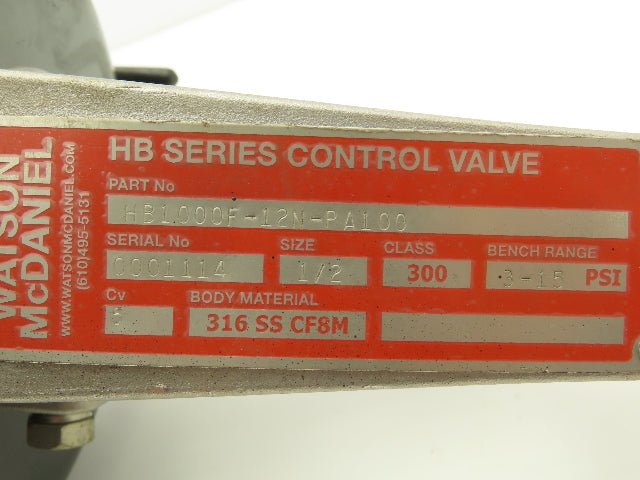 WATSON
McDANIEL
WWW.WATSONMCDANIEL.COM
(610)495-5131
HB SERIES CONTROL VALVE
PART No
HB1000F-12N-PA100
SERIAL No SIZE CLASS BENCH RANGE
0001114 1/2 300 3-15 PSI
Cv BODY MATERIAL
5 316 SS CF8M